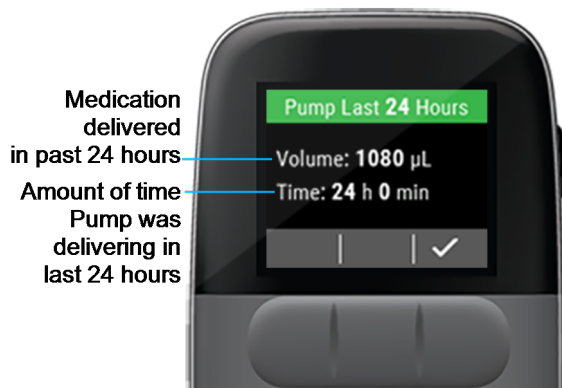 Medication
delivered
in past 24 hours
Amount of time
Pump was
delivering in
last 24 hours
Pump Last 24 Hours
Volume: 1080 µL
Time: 24 h 0 min